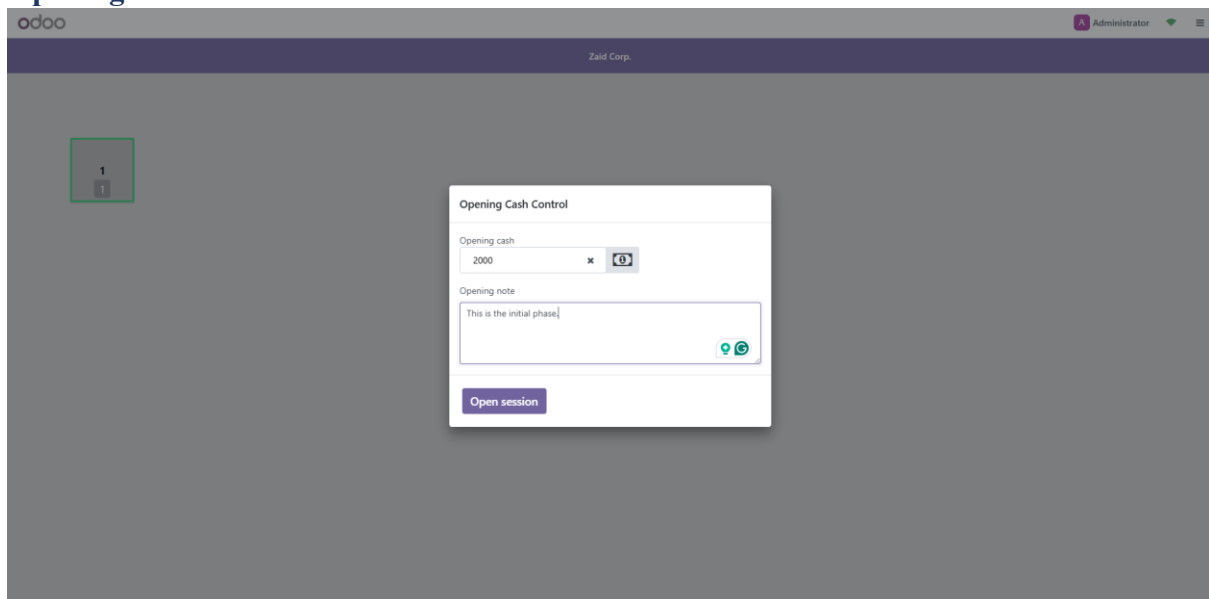 odoo
A Administrator
Zaid Corp.
1
1
Opening Cash Control
Opening cash
2000
Opening note
This is the initial phase.
Open session